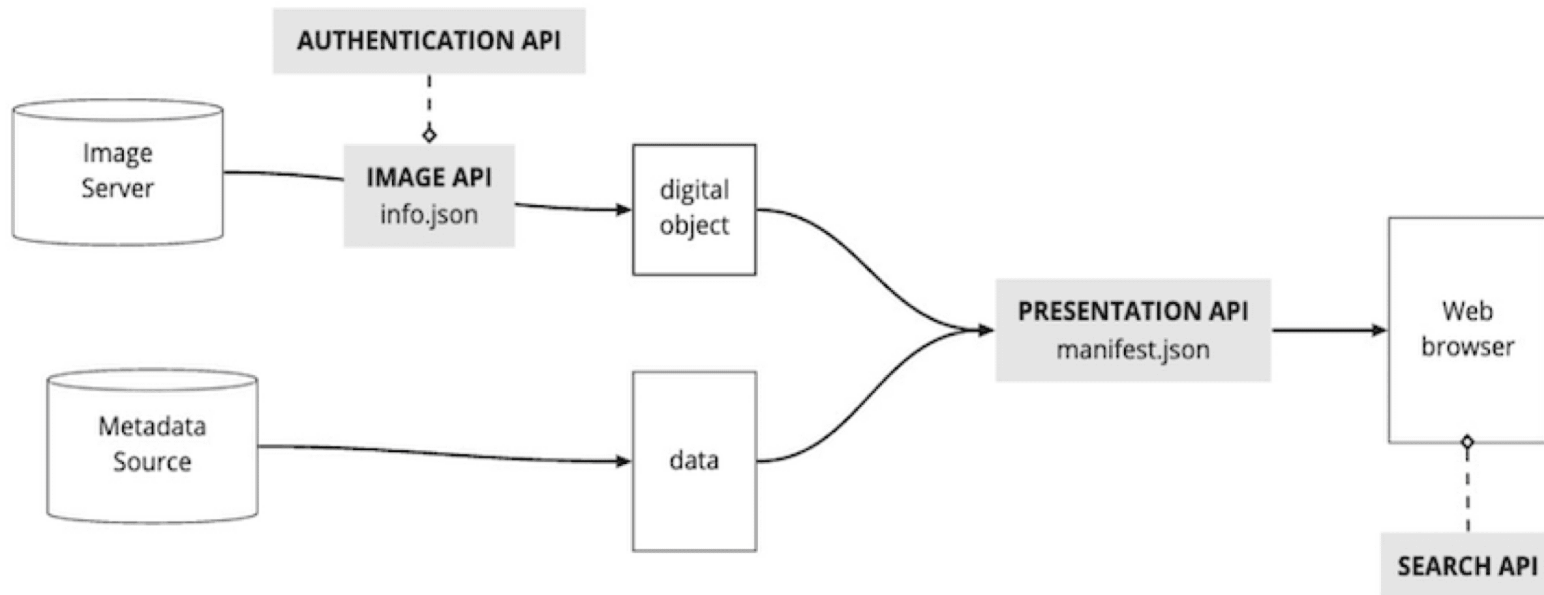 AUTHENTICATION API
Image
Server
IMAGE API
info.json
digital
object
Metadata
Source
data
PRESENTATION API
manifest.json
Web
browser
SEARCH API